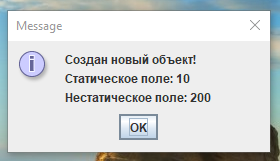 Message
Создан новый объект!
Статическое поле: 10
Нестатическое поле: 200
OK